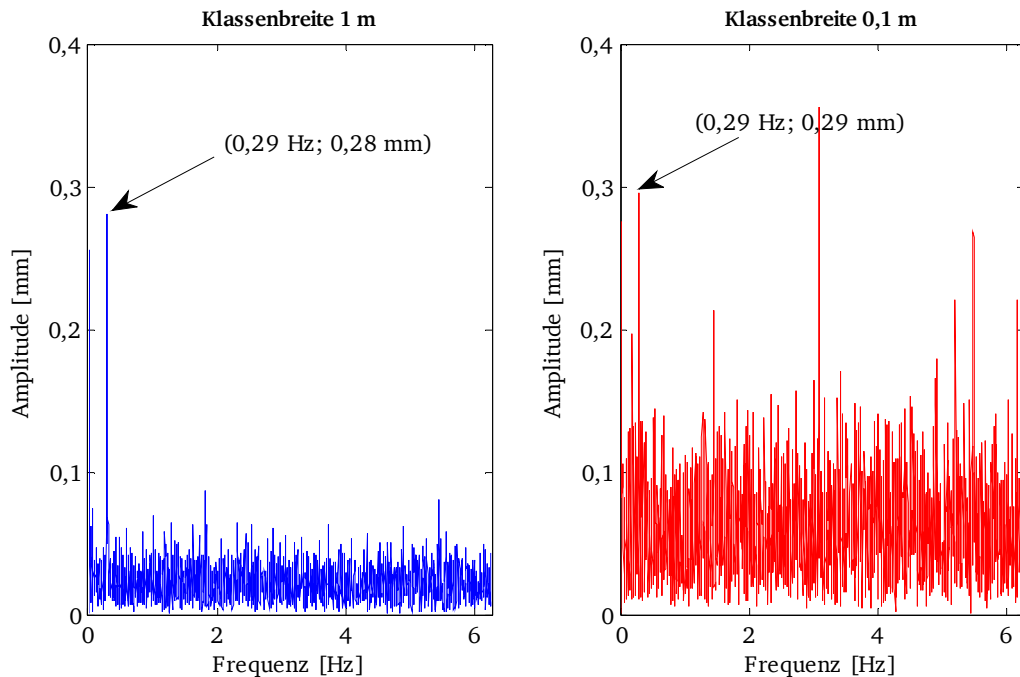 Klassenbreite 1 m
0,4
0,3
0,2
0,1
0
0
2
4
6
Amplitude [mm]
Frequenz [Hz]
(0,29 Hz; 0,28 mm)
Klassenbreite 0,1 m
0,4
0,3
0,2
0,1
0
0
2
4
6
Amplitude [mm]
Frequenz [Hz]
(0,29 Hz; 0,29 mm)